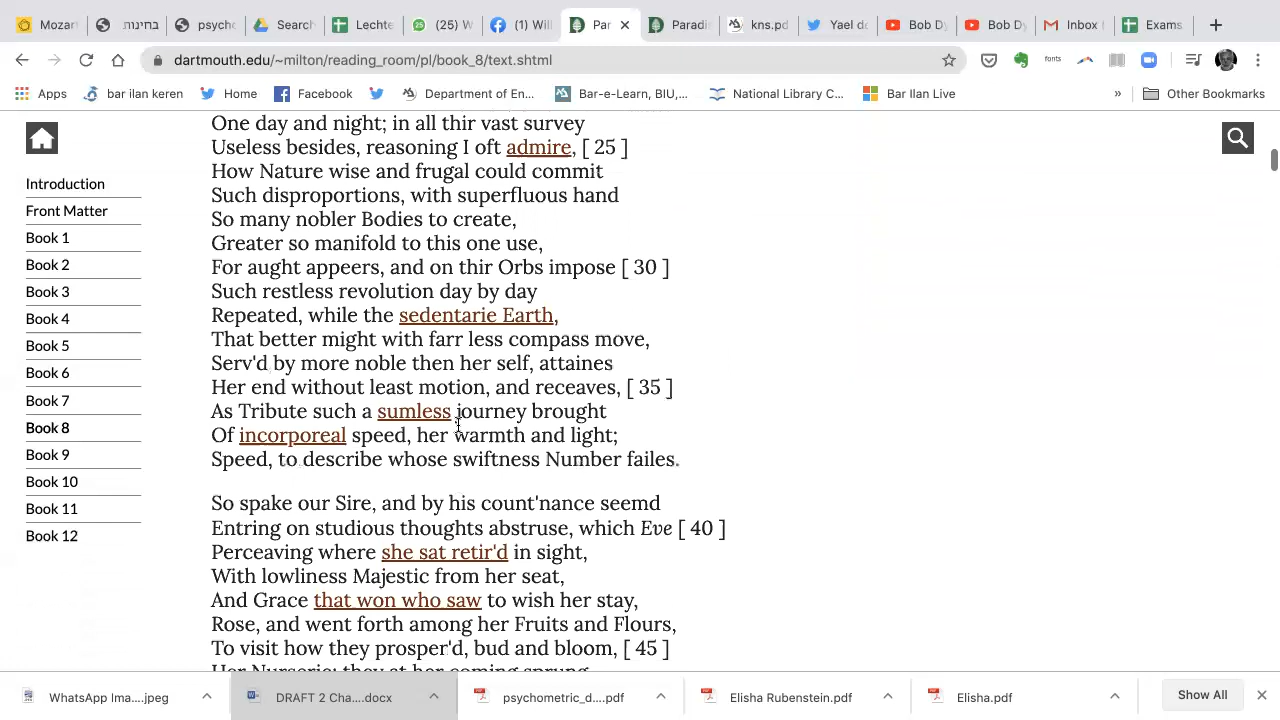 Mozar
בחינות
psych
Search
Lechte
(25) W
(1) Wil
Par
Paradi
kns.pd
Yael do
Bob Dy
Bob Dy
Inbox
Exams
dartmouth.edu/~milton/reading_room/pl/book_8/text.shtml
fonts
Apps
bar ilan keren
Home
Facebook
Department of En...
Bar-e-Learn, BIU,...
National Library C...
Bar Ilan Live
»
Other Bookmarks
Introduction
Front Matter
Book 1
Book 2
Book 3
Book 4
Book 5
Book 6
Book 7
Book 8
Book 9
Book 10
Book 11
Book 12
One day and night; in all thir vast survey
Useless besides, reasoning I oft admire, [ 25 ]
How Nature wise and frugal could commit
Such disproportions, with superfluous hand
So many nobler Bodies to create,
Greater so manifold to this one use,
For aught appeers, and on thir Orbs impose [ 30 ]
Such restless revolution day by day
Repeated, while the sedentarie Earth,
That better might with farr less compass move,
Serv'd by more noble then her self, attaines
Her end without least motion, and receaves, [ 35 ]
As Tribute such a sumless journey brought
Of incorporeal speed, her warmth and light;
Speed, to describe whose swiftness Number failes.
So spake our Sire, and by his count'nance seemd
Entring on studious thoughts abstruse, which Eve [ 40 ]
Perceaving where she sat retir'd in sight,
With lowliness Majestic from her seat,
And Grace that won who saw to wish her stay,
Rose, and went forth among her Fruits and Flours,
To visit how they prosper'd, bud and bloom, [ 45 ]
Her Nurserie; they at her coming sprung
WhatsApp Ima....jpeg
DRAFT 2 Cha....docx
psychometric_d....pdf
Elisha Rubenstein.pdf
Elisha.pdf
Show All